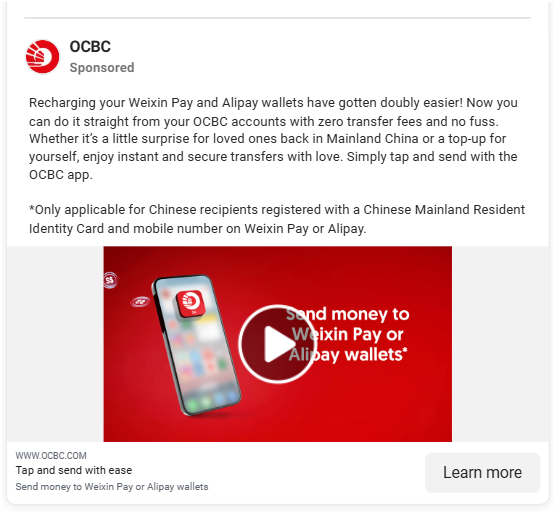 OCBC
Sponsored
Recharging your Weixin Pay and Alipay wallets have gotten doubly easier! Now you
can do it straight from your OCBC accounts with zero transfer fees and no fuss.
Whether it's a little surprise for loved ones back in Mainland China or a top-up for
yourself, enjoy instant and secure transfers with love. Simply tap and send with the
OCBC app.
*Only applicable for Chinese recipients registered with a Chinese Mainland Resident
Identity Card and mobile number on Weixin Pay or Alipay.
Send money to
Weixin Pay or
Alipay wallets*
WWW.OCBC.COM
Tap and send with ease
Send money to Weixin Pay or Alipay wallets
Learn more